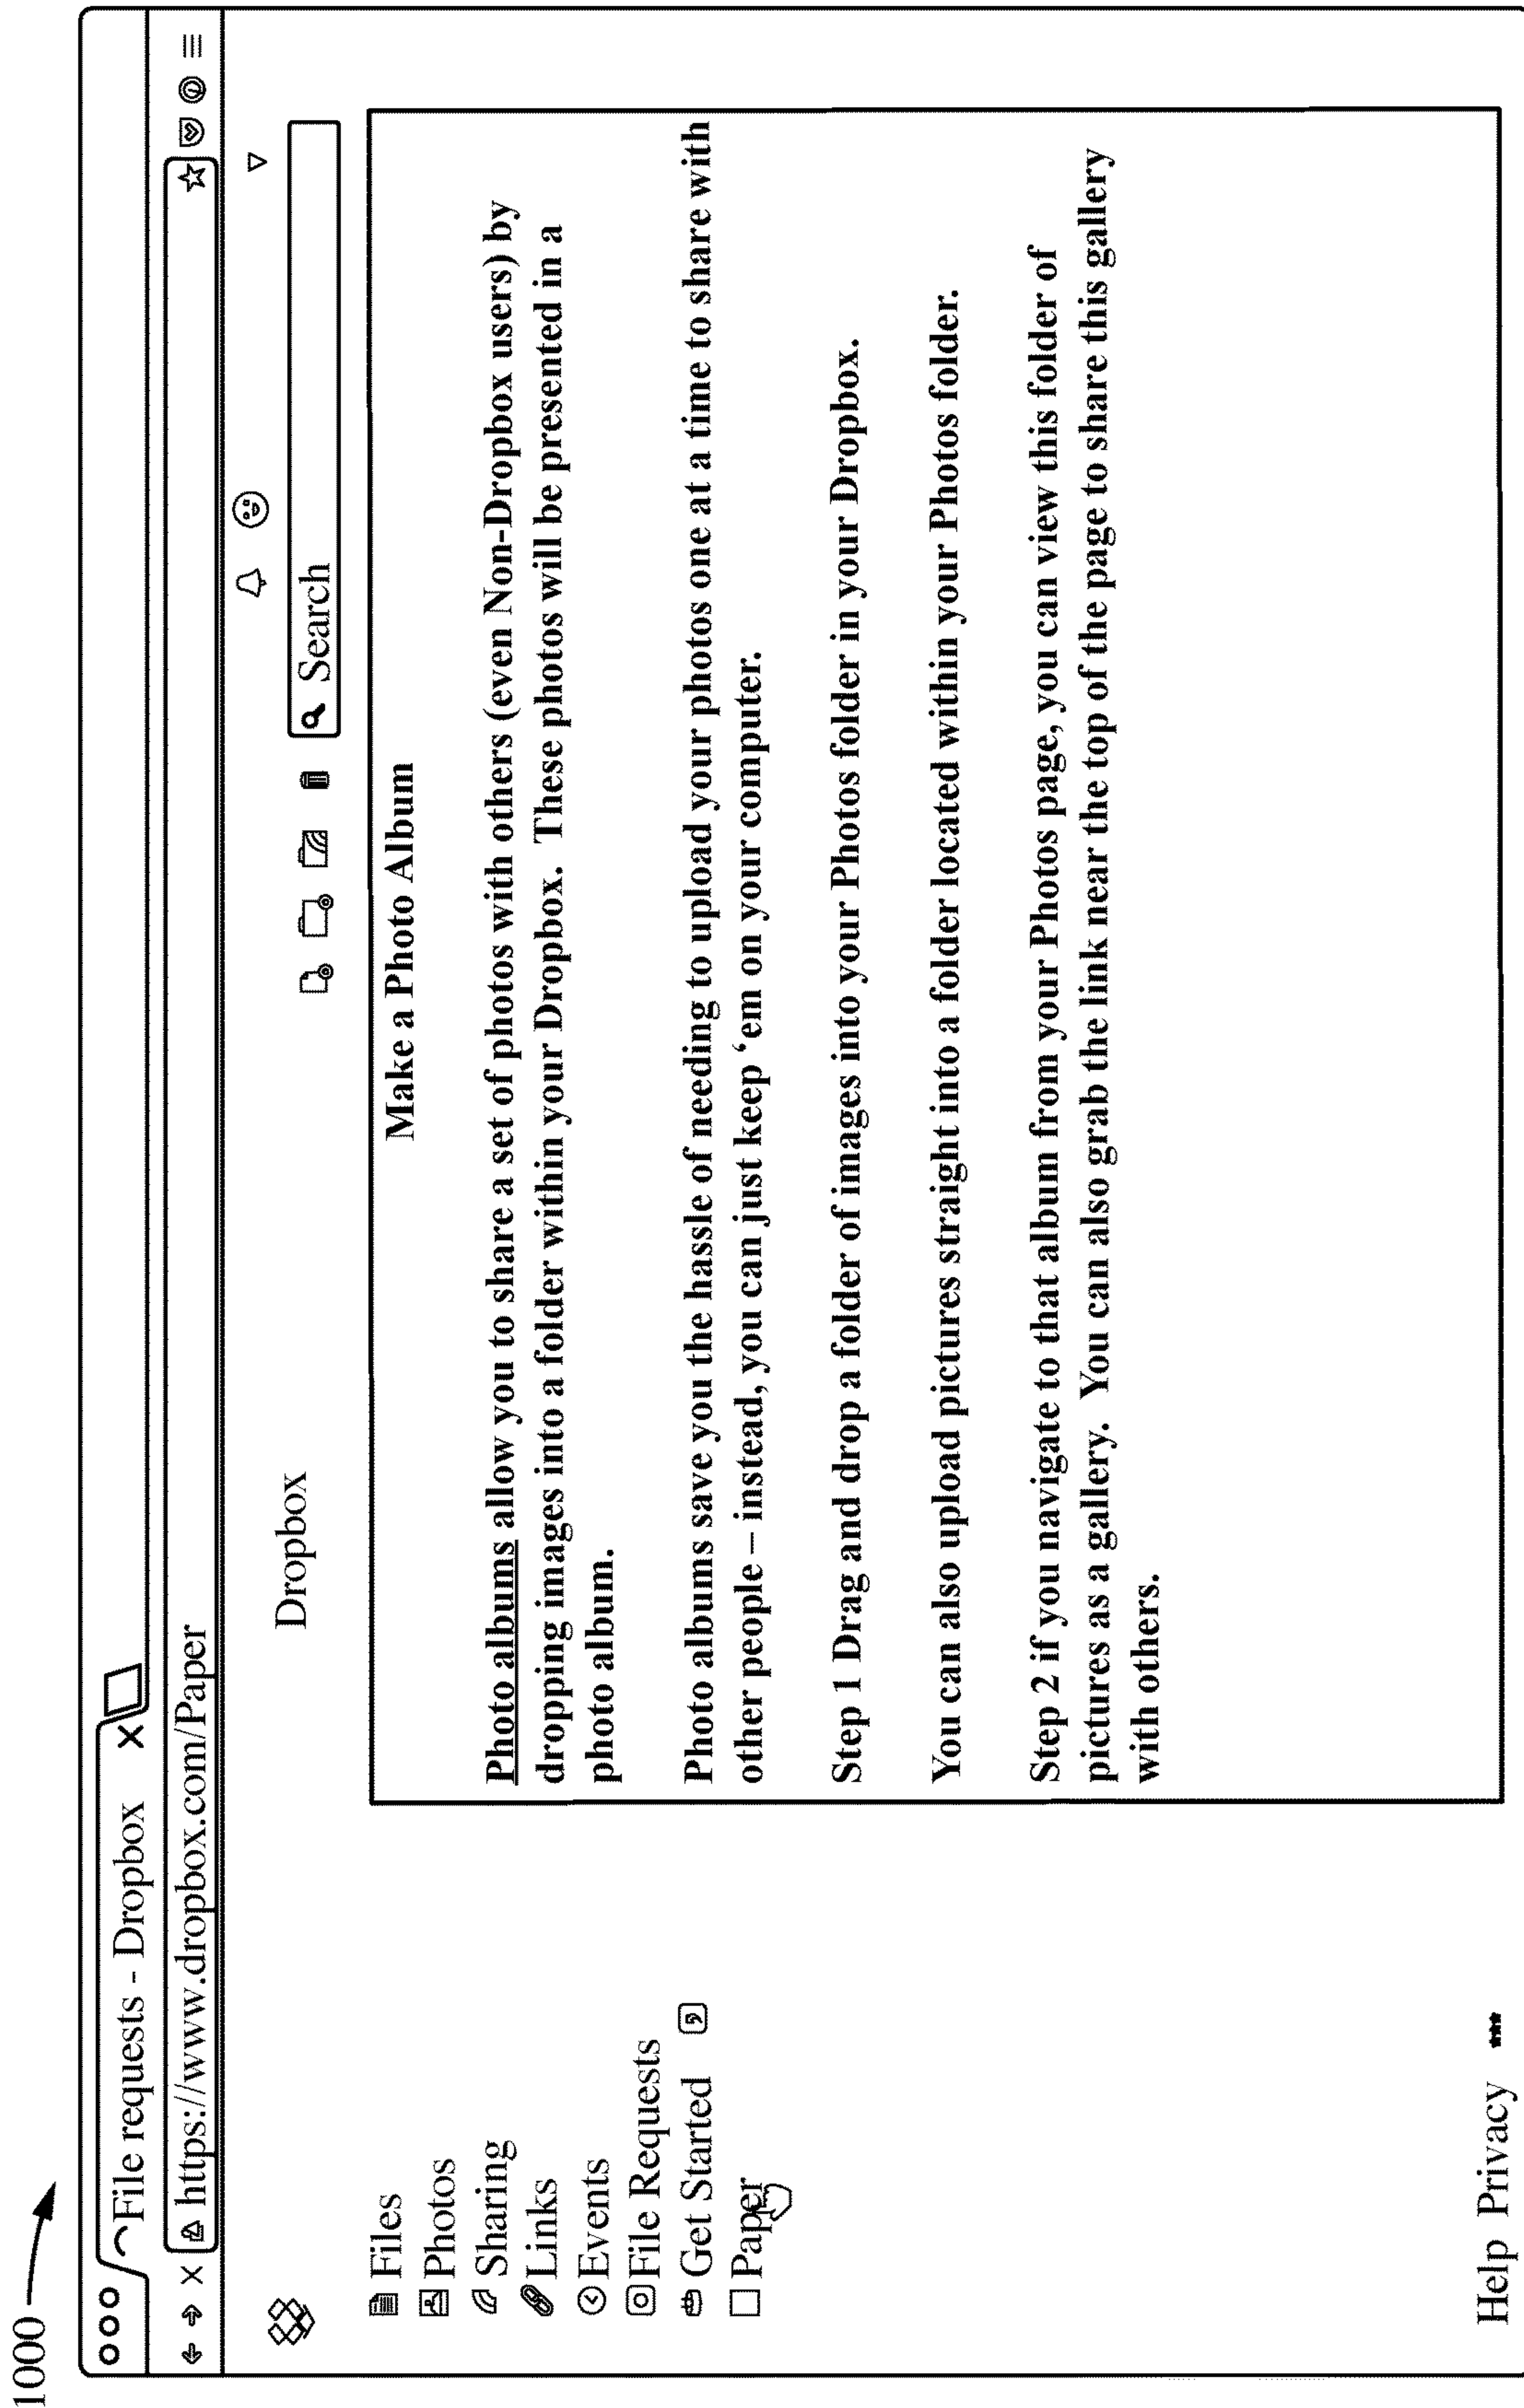 1000
File requests - Dropbox X
X https://www.dropbox.com/Paper
Dropbox
Search
Files
Photos
Sharing
Links
Events
File Requests
Get Started
Paper
Make a Photo Album
Photo albums allow you to share a set of photos with others (even Non-Dropbox users) by
dropping images into a folder within your Dropbox. These photos will be presented in a
photo album.
Photo albums save you the hassle of needing to upload your photos one at a time to share with
other people – instead, you can just keep ‘em on your computer.
Step 1 Drag and drop a folder of images into your Photos folder in your Dropbox.
You can also upload pictures straight into a folder located within your Photos folder.
Step 2 if you navigate to that album from your Photos page, you can view this folder of
pictures as a gallery. You can also grab the link near the top of the page to share this gallery
with others.
Help Privacy